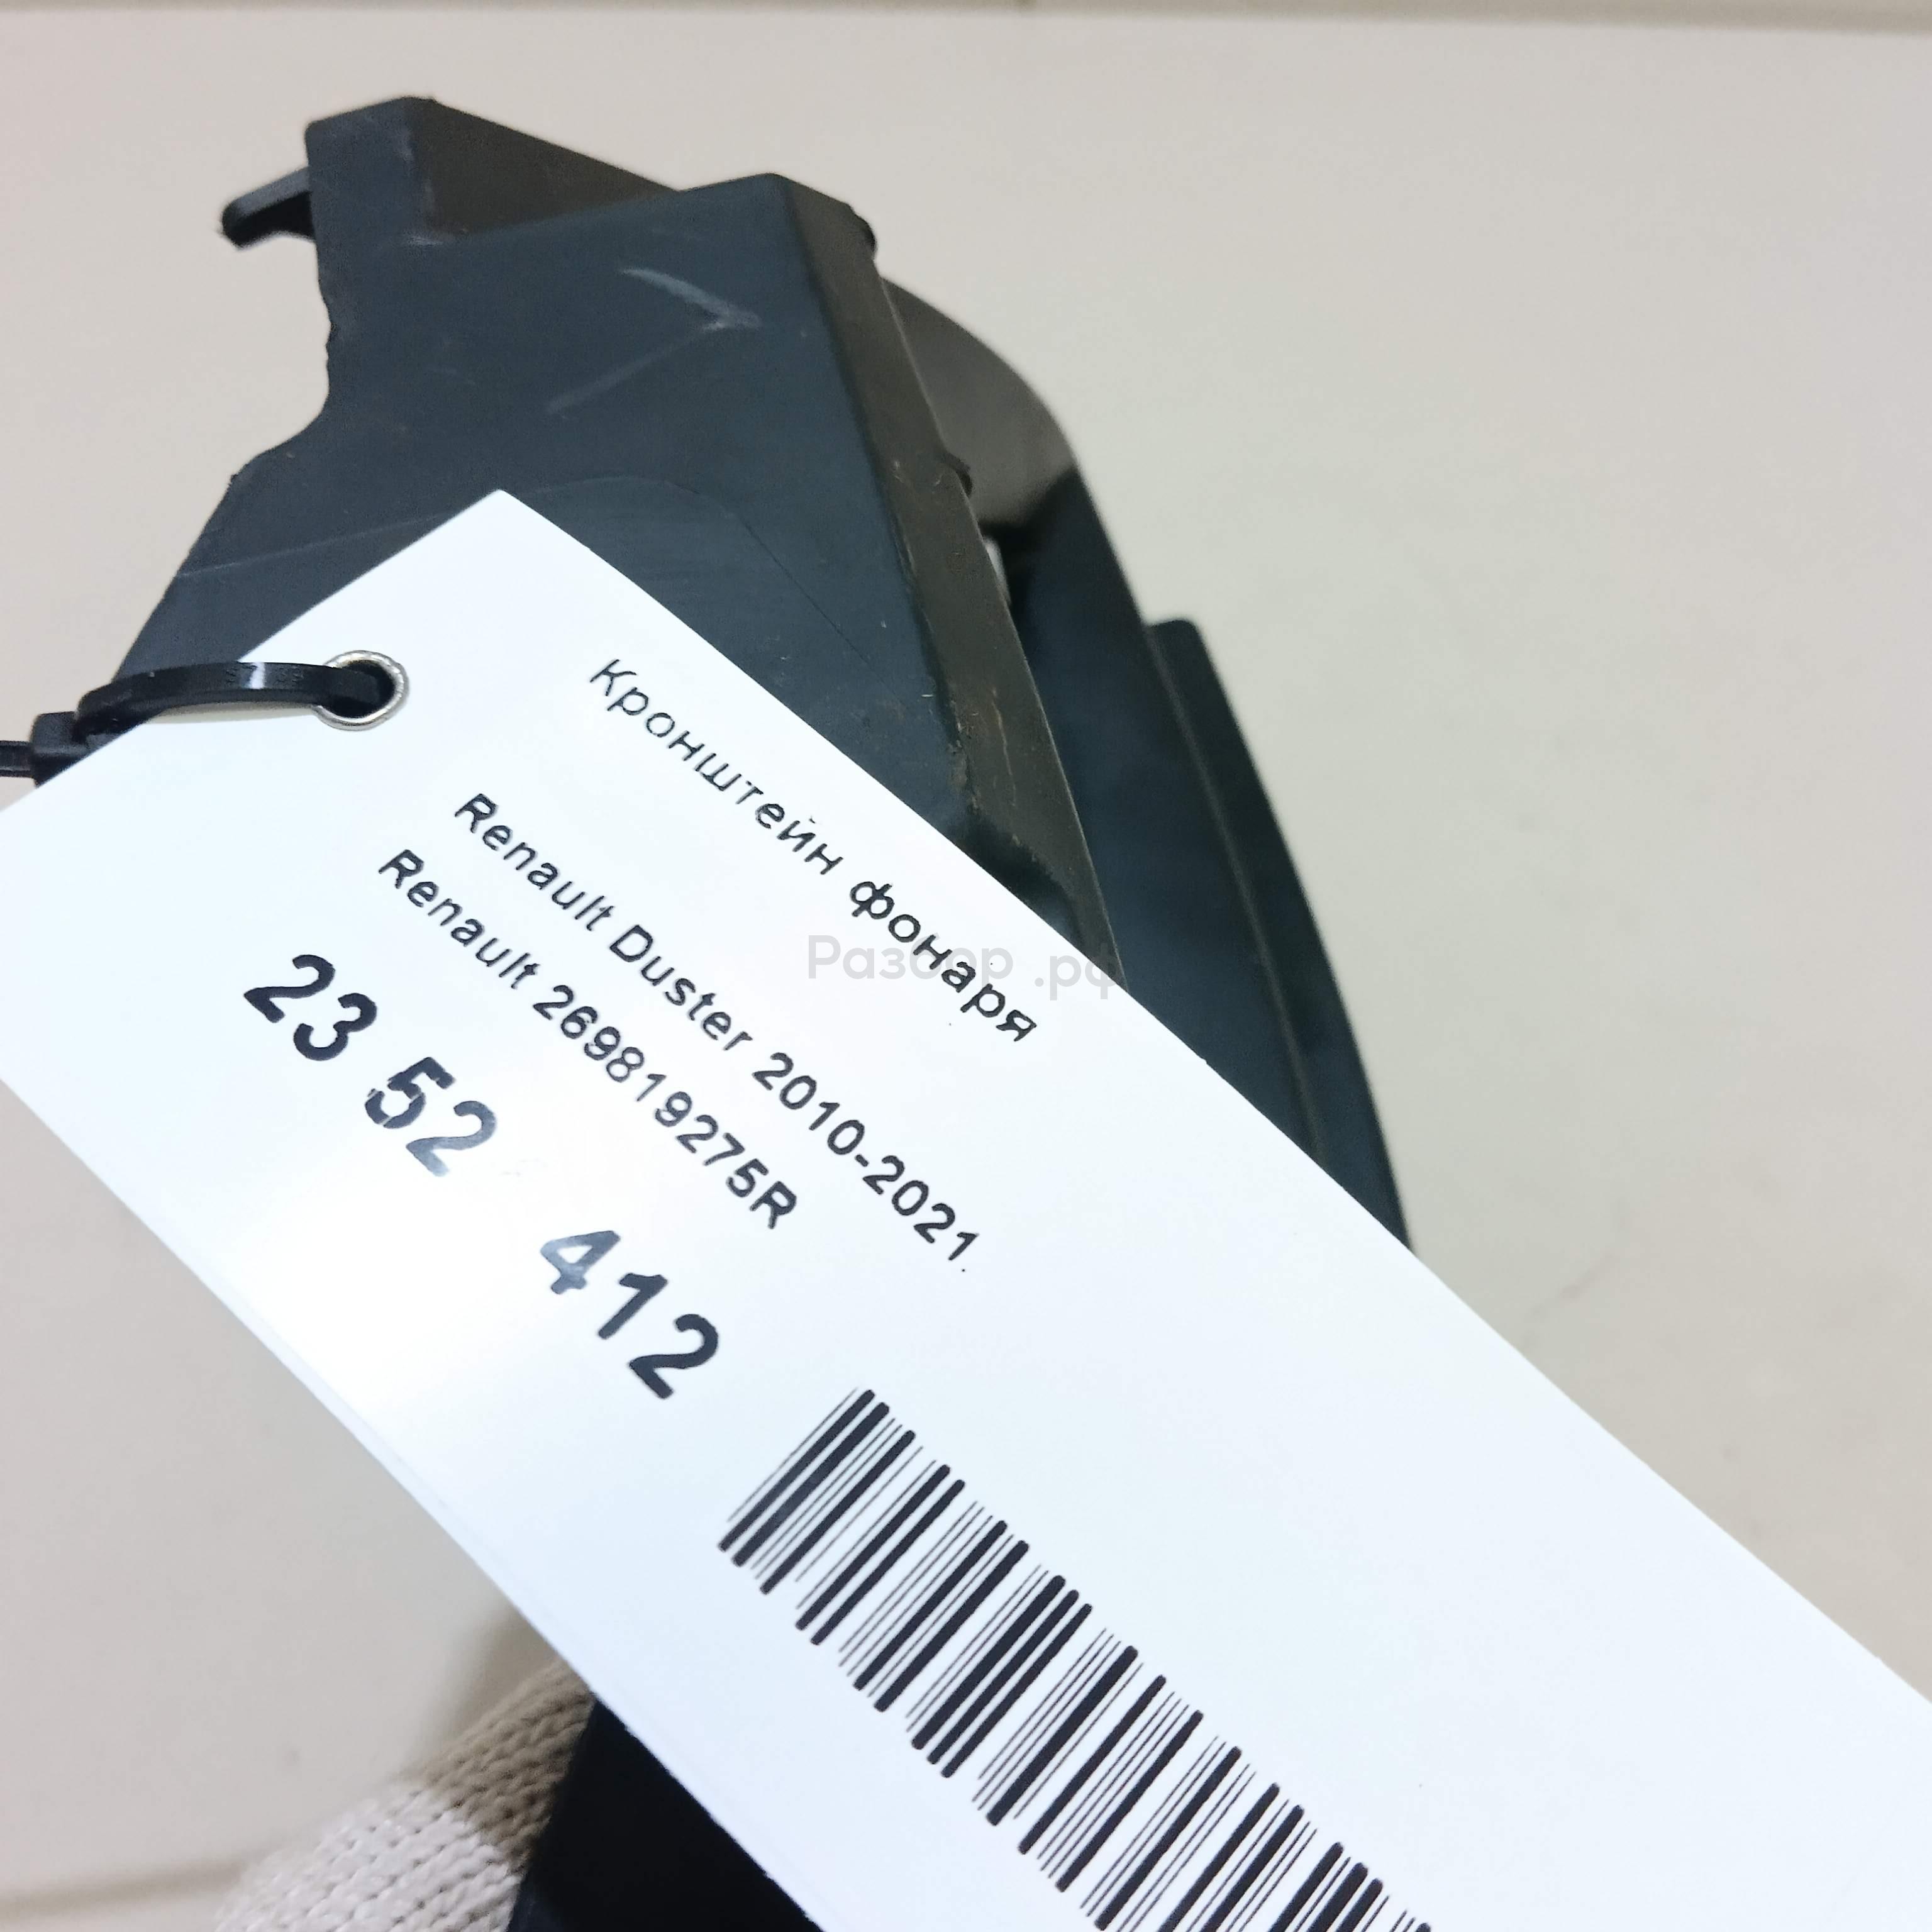 Кронштейн фонаря
Renault Duster 2010-2021.
Renault 269819275R
23 52 412
Разбор.рф